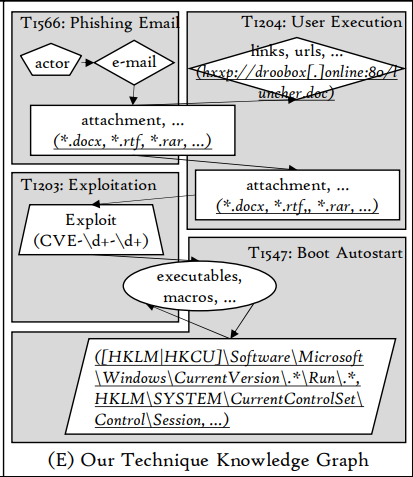 T1566: Phishing Email
T1204: User Execution
actor
e-mail
links, urls, ...
(hxxp://droobox[.]online:80/l
uncher.doc)
attachment, ...
(*.docx, *.rtf, *.rar, ...)
T1203: Exploitation
attachment, ...
(*.docx, *.rtf,, *.rar, ...)
Exploit
(CVE-\d+-\d+)
T1547: Boot Autostart
executables,
macros, ...
([HKLM|HKCU]\Software\Microsoft
\Windows\CurrentVersion\.*\Run\.*,
HKLM\SYSTEM\CurrentControlSet\
Control\Session, ...)
(E) Our Technique Knowledge Graph